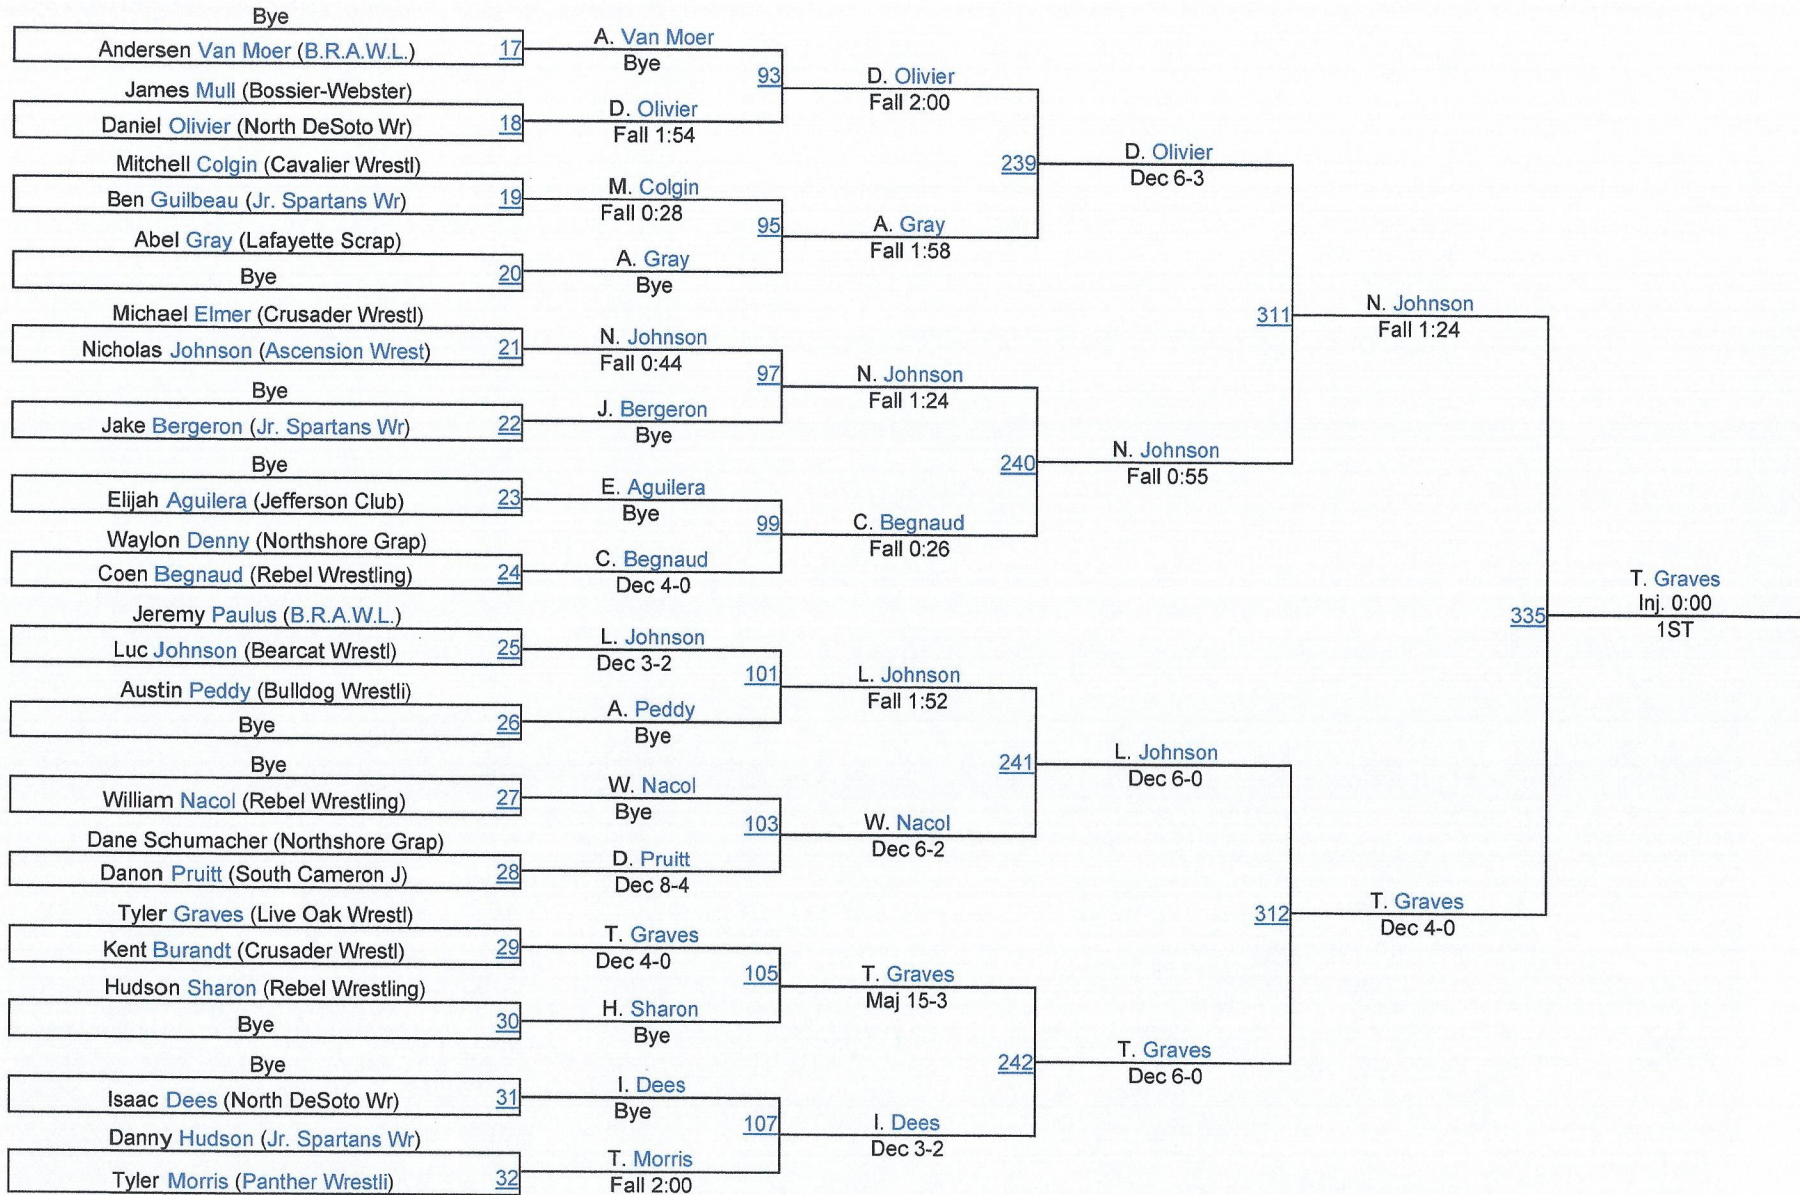 Bye
Andersen Van Moer (B.R.A.W.L.) 17
James Mull (Bossier-Webster)
Daniel Olivier (North DeSoto Wr) 18
Mitchell Colgin (Cavalier Wrestl)
Ben Guilbeau (Jr. Spartans Wr) 19
Abel Gray (Lafayette Scrap)
Bye 20
Michael Elmer (Crusader Wrestl)
Nicholas Johnson (Ascension Wrest) 21
Bye
Jake Bergeron (Jr. Spartans Wr) 22
Bye
Elijah Aguilera (Jefferson Club) 23
Waylon Denny (Northshore Grap)
Coen Begnaud (Rebel Wrestling) 24
Jeremy Paulus (B.R.A.W.L.)
Luc Johnson (Bearcat Wrestl) 25
Austin Peddy (Bulldog Wrestli)
Bye 26
Bye
William Nacol (Rebel Wrestling) 27
Dane Schumacher (Northshore Grap)
Danon Pruitt (South Cameron J) 28
Tyler Graves (Live Oak Wrestl)
Kent Burandt (Crusader Wrestl) 29
Hudson Sharon (Rebel Wrestling)
Bye 30
Bye
Isaac Dees (North DeSoto Wr) 31
Danny Hudson (Jr. Spartans Wr)
Tyler Morris (Panther Wrestli) 32
A. Van Moer
Bye
93
D. Olivier
Fall 1:54
M. Colgin
Fall 0:28
95
A. Gray
Bye
N. Johnson
Fall 0:44
97
J. Bergeron
Bye
E. Aguilera
Bye
99
C. Begnaud
Dec 4-0
L. Johnson
Dec 3-2
101
A. Peddy
Bye
W. Nacol
Bye
103
D. Pruitt
Dec 8-4
T. Graves
Dec 4-0
105
H. Sharon
Bye
I. Dees
Bye
107
T. Morris
Fall 2:00
D. Olivier
Fall 2:00
239
A. Gray
Fall 1:58
N. Johnson
Fall 1:24
240
C. Begnaud
Fall 0:26
L. Johnson
Fall 1:52
241
W. Nacol
Dec 6-2
T. Graves
Maj 15-3
242
I. Dees
Dec 3-2
D. Olivier
Dec 6-3
311
N. Johnson
Fall 0:55
L. Johnson
Dec 6-0
312
T. Graves
Dec 6-0
N. Johnson
Fall 1:24
335
T. Graves
Dec 4-0
T. Graves
Inj. 0:00
1ST